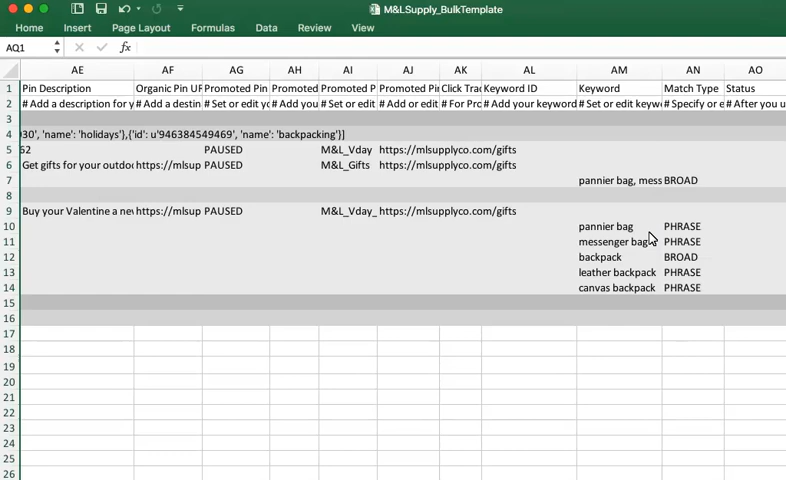 M&LSupply_BulkTemplate
Home Insert Page Layout Formulas Data Review View
AQ1 fx
AE AF AG AH AI AJ AK AL AM AN AO
1 Pin Description Organic Pin UR Promoted Pin Promoted Promoted P Promoted Pin Click Trac Keyword ID Keyword Match Type Status
2 # Add a description for y # Add a destin # Set or edit yo # Add you # Set or edit # Add or edit # For Pro # Add your keyword # Set or edit keyw # Specify or e # After you u
3
4 030', 'name': 'holidays'},{'id': u'946384549469', 'name': 'backpacking'}]
5 62 PAUSED M&L_Vday https://mlsupplyco.com/gifts
6 Get gifts for your outdoo https://mlsup PAUSED M&L_Gifts https://mlsupplyco.com/gifts
7 pannier bag, mess BROAD
8
9 Buy your Valentine a nev https://mlsup PAUSED M&L_Vday_ https://mlsupplyco.com/gifts
10 pannier bag PHRASE
11 messenger bag PHRASE
12 backpack BROAD
13 leather backpack PHRASE
14 canvas backpack PHRASE
15
16
17
18
19
20
21
22
23
24
25
26